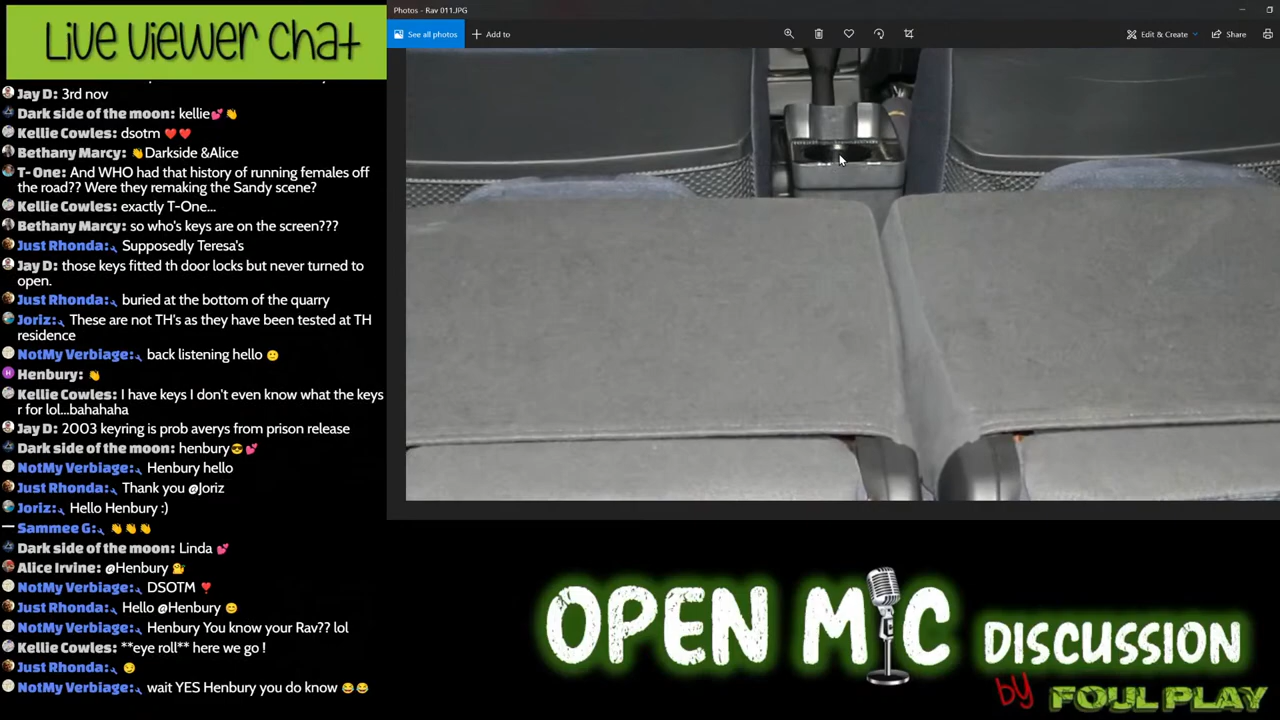 Live Viewer Chat
Photos - Rav 011.JPG
See all photos
Add to
Edit & Create
Share
Jay D: 3rd nov
Dark side of the moon: kellie💕👏
Kellie Cowles: dsotm ❤️❤️
Bethany Marcy: 👏Darkside &Alice
T-One: And WHO had that history of running females off
the road?? Were they remaking the Sandy scene?
Kellie Cowles: exactly T-One...
Bethany Marcy: so who's keys are on the screen???
Just Rhonda: Supposedly Teresa's
Jay D: those keys fitted th door locks but never turned to
open.
Just Rhonda: buried at the bottom of the quarry
Joriz: These are not TH's as they have been tested at TH
residence
NotMy Verbiage: back listening hello 🙂
Henbury: 👏
Kellie Cowles: I have keys I don't even know what the keys
r for lol...bahahaha
Jay D: 2003 keyring is prob averys from prison release
Dark side of the moon: henbury😎💕
NotMy Verbiage: Henbury hello
Just Rhonda: Thank you @Joriz
Joriz: Hello Henbury :)
Sammee G: 👏👏👏
Dark side of the moon: Linda 💕
Alice Irvine: @Henbury 💁
NotMy Verbiage: DSOTM ❣️
Just Rhonda: Hello @Henbury 😊
NotMy Verbiage: Henbury You know your Rav?? lol
Kellie Cowles: **eye roll** here we go !
Just Rhonda: 😏
NotMy Verbiage: wait YES Henbury you do know 😂😂
OPEN MIC
DISCUSSION
by FOUL PLAY